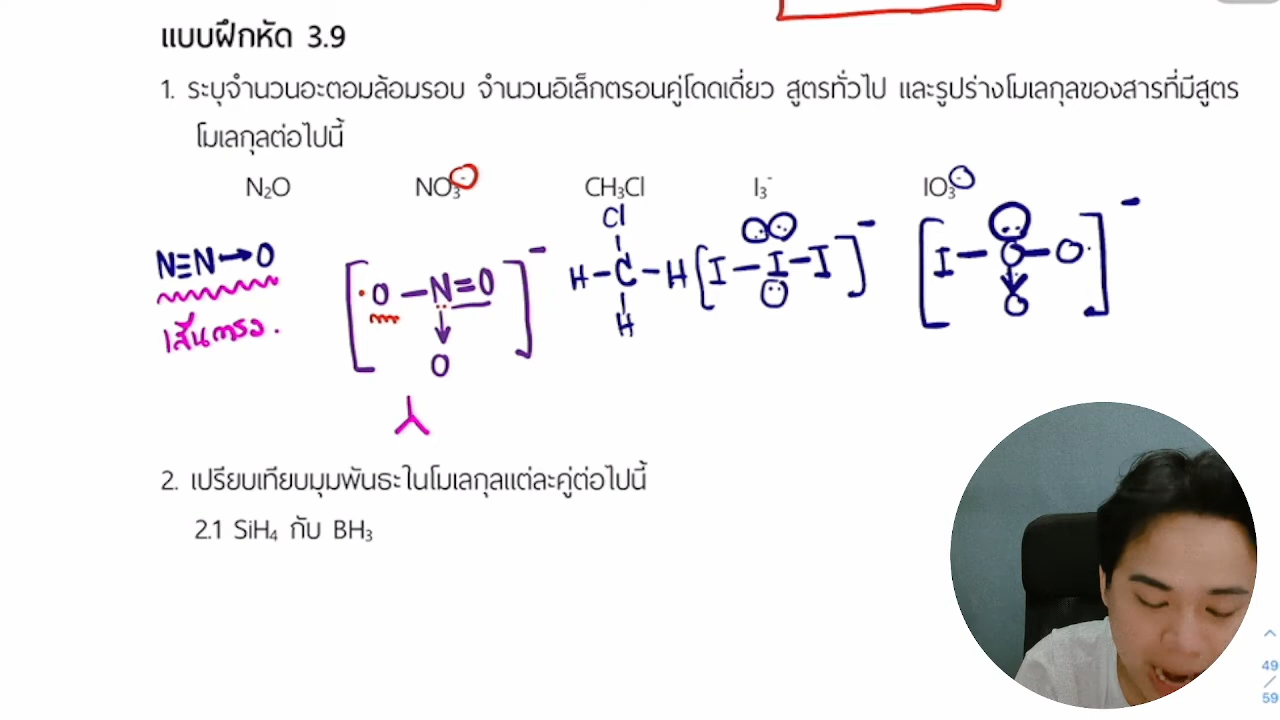 แบบฝึกหัด 3.9
1. ระบุจำนวนอะตอมล้อมรอบ จำนวนอิเล็กตรอนคู่โดดเดี่ยว สูตรทั่วไป และรูปร่างโมเลกุลของสารที่มีสูตร
โมเลกุลต่อไปนี้
N₂O NO₃⁻ CH₃Cl I₃⁻ IO₃⁻
Cl
N≡N→O [O–N=O]⁻ H–C–H [I–I–I]⁻ [I–O–O]⁻
O H O
เส้นตรง.
2. เปรียบเทียบมุมพันธะในโมเลกุลแต่ละคู่ต่อไปนี้
2.1 SiH₄ กับ BH₃
49
/
59